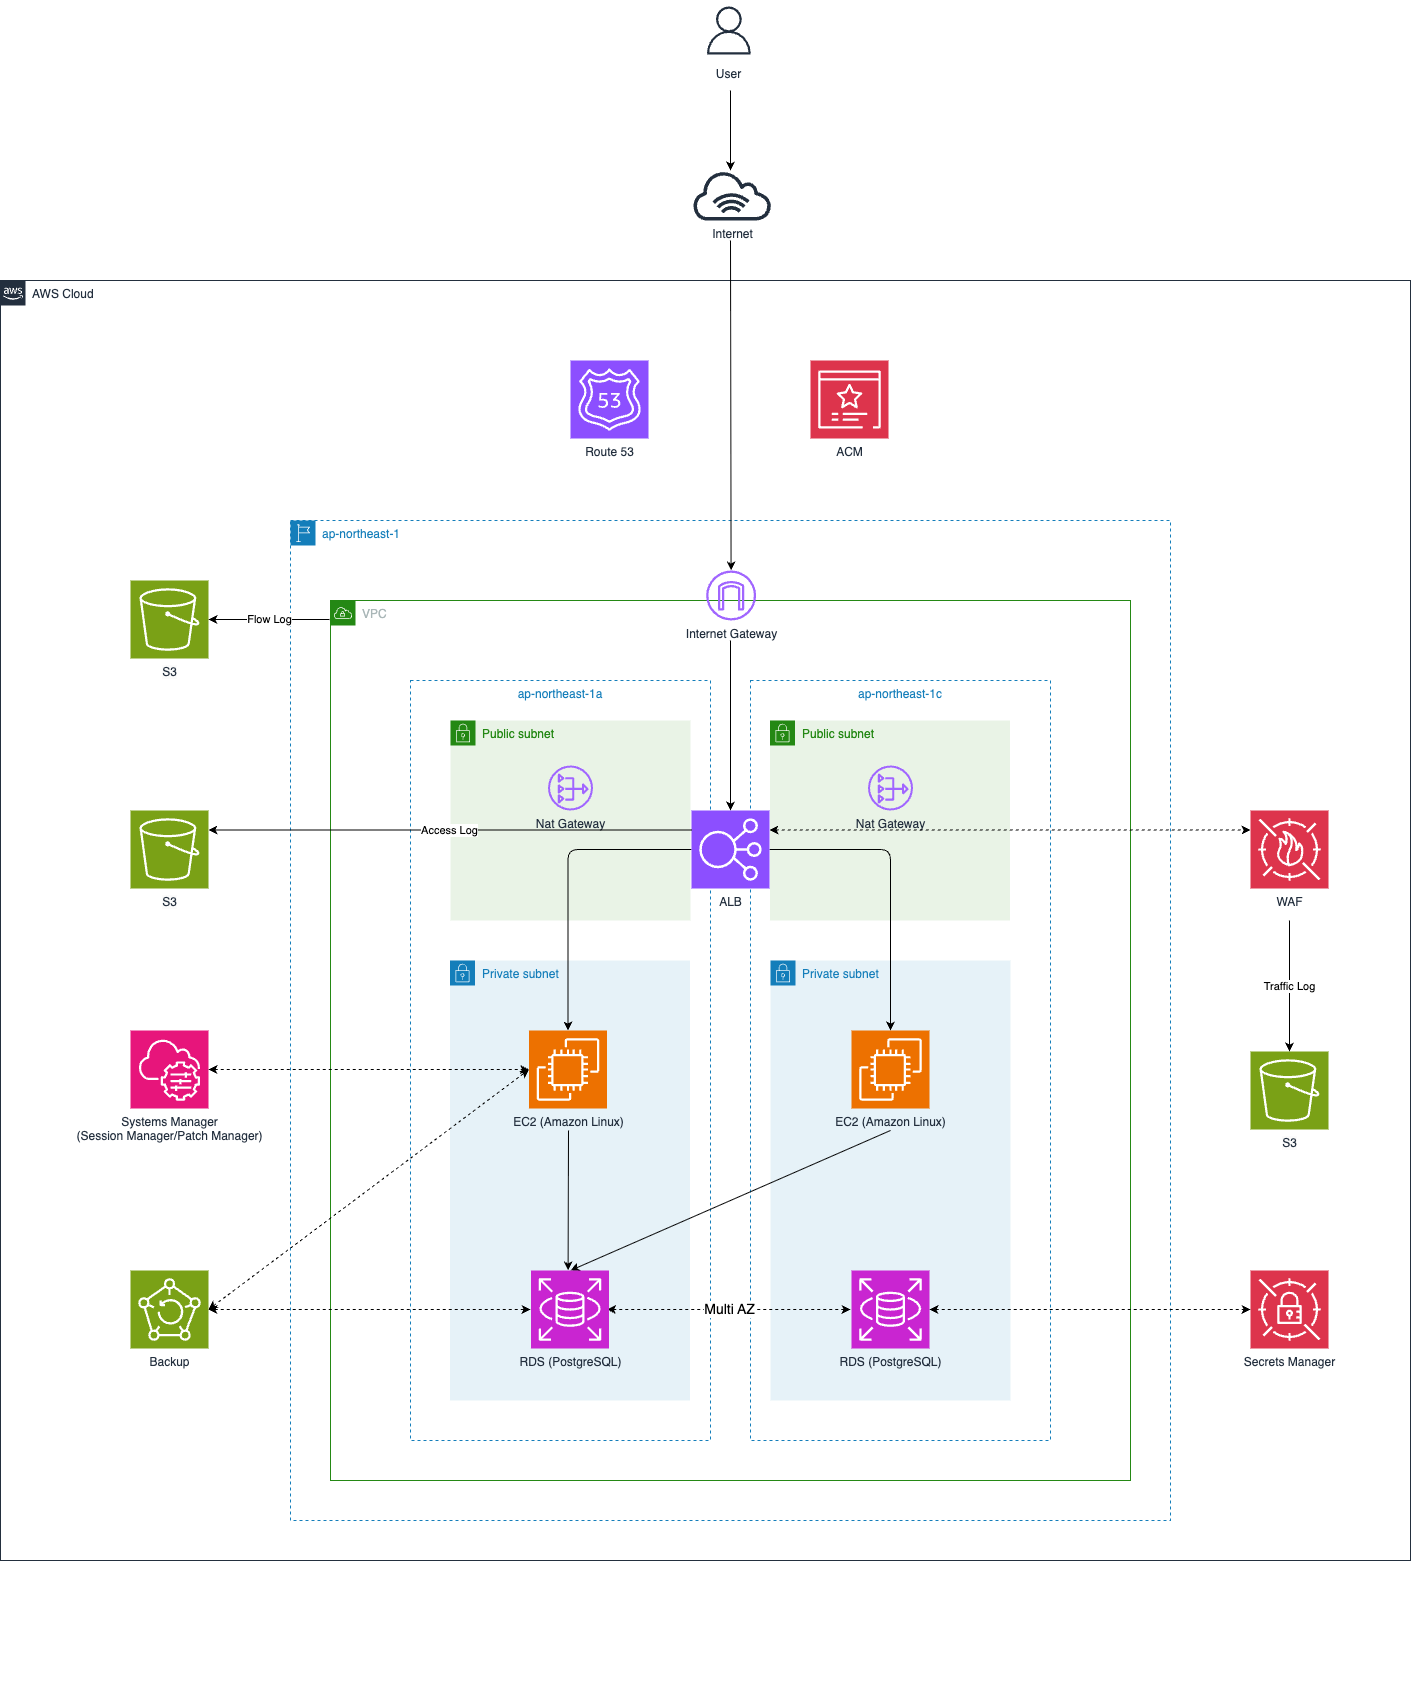 User
Internet
aws
AWS Cloud
53
Route 53
ACM
ap-northeast-1
Flow Log
VPC
Internet Gateway
S3
ap-northeast-1a
ap-northeast-1c
Public subnet
Public subnet
Nat Gateway
Nat Gateway
Access Log
S3
ALB
WAF
Private subnet
Private subnet
Traffic Log
Systems Manager
(Session Manager/Patch Manager)
EC2 (Amazon Linux)
EC2 (Amazon Linux)
S3
Multi AZ
Backup
RDS (PostgreSQL)
RDS (PostgreSQL)
Secrets Manager